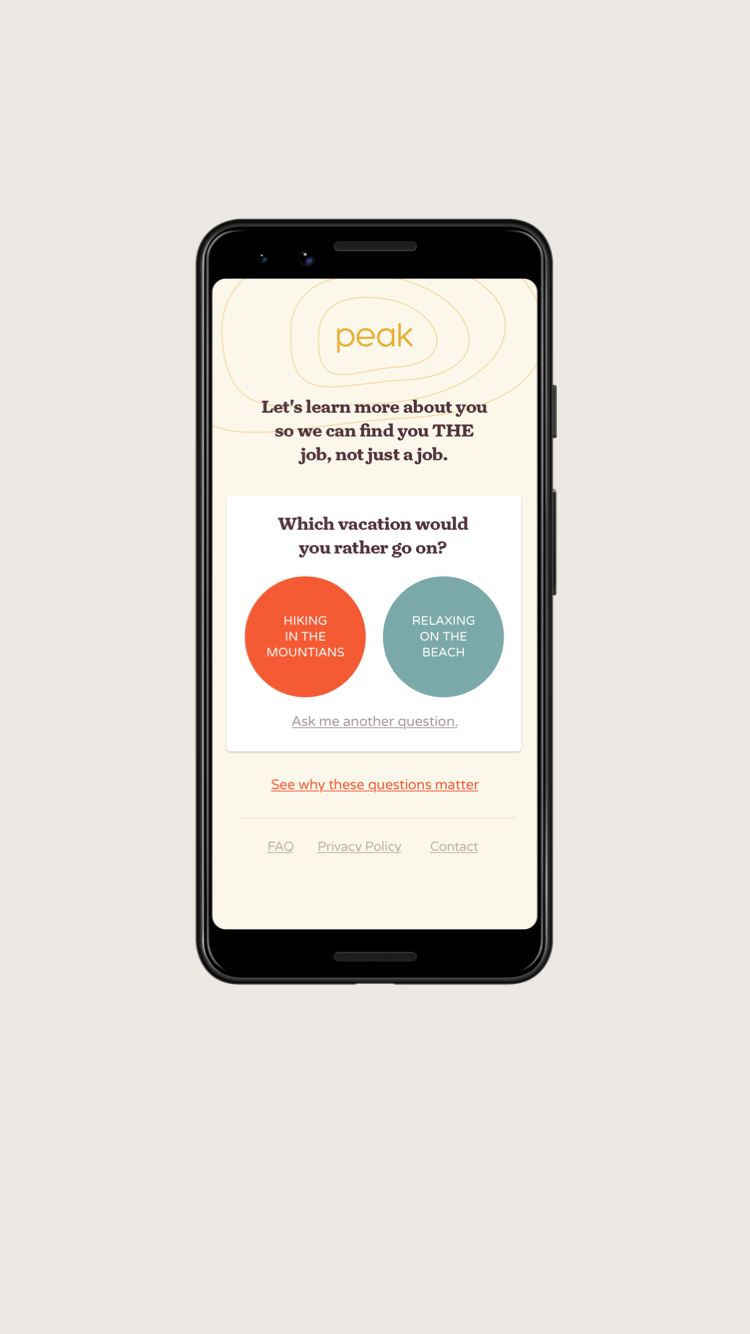 peak
Let's learn more about you
so we can find you THE
job, not just a job.
Which vacation would
you rather go on?
HIKING
IN THE
MOUNTIANS
RELAXING
ON THE
BEACH
Ask me another question.
See why these questions matter
FAQ Privacy Policy Contact